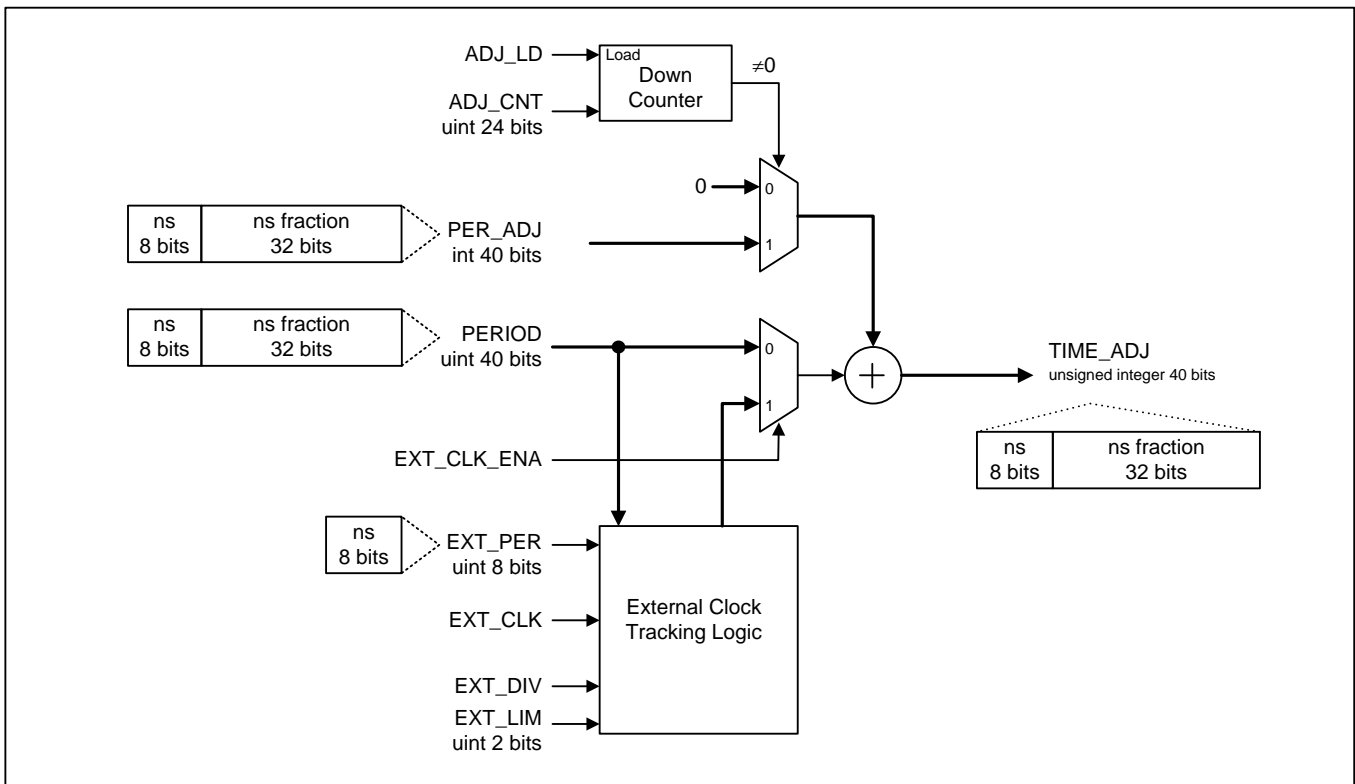 ADJ_LD
Load
Down
Counter
≠0
ADJ_CNT
uint 24 bits
0
0
1
ns
8 bits
ns fraction
32 bits
PER_ADJ
int 40 bits
ns
8 bits
ns fraction
32 bits
PERIOD
uint 40 bits
0
1
+
TIME_ADJ
unsigned integer 40 bits
ns
8 bits
ns fraction
32 bits
EXT_CLK_ENA
ns
8 bits
EXT_PER
uint 8 bits
EXT_CLK
External Clock
Tracking Logic
EXT_DIV
EXT_LIM
uint 2 bits